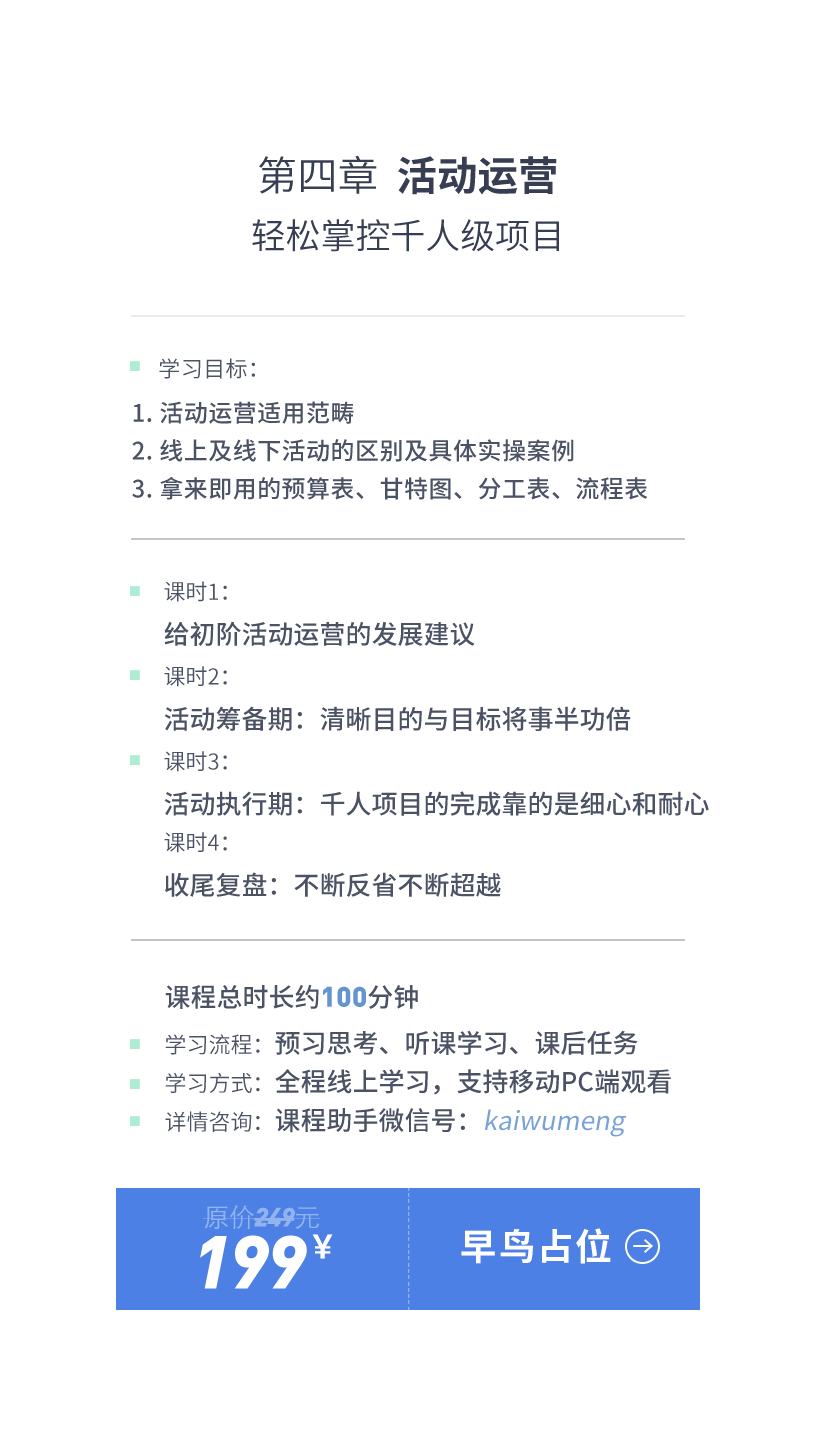 第四章 活动运营
轻松掌控千人级项目
学习目标：
1. 活动运营适用范畴
2. 线上及线下活动的区别及具体实操案例
3. 拿来即用的预算表、甘特图、分工表、流程表
课时1：
给初阶活动运营的发展建议
课时2：
活动筹备期：清晰目的与目标将事半功倍
课时3：
活动执行期：千人项目的完成靠的是细心和耐心
课时4：
收尾复盘：不断反省不断超越
课程总时长约100分钟
学习流程：预习思考、听课学习、课后任务
学习方式：全程线上学习，支持移动PC端观看
详情咨询：课程助手微信号：kaiwumeng
原价249元
199¥
早鸟占位